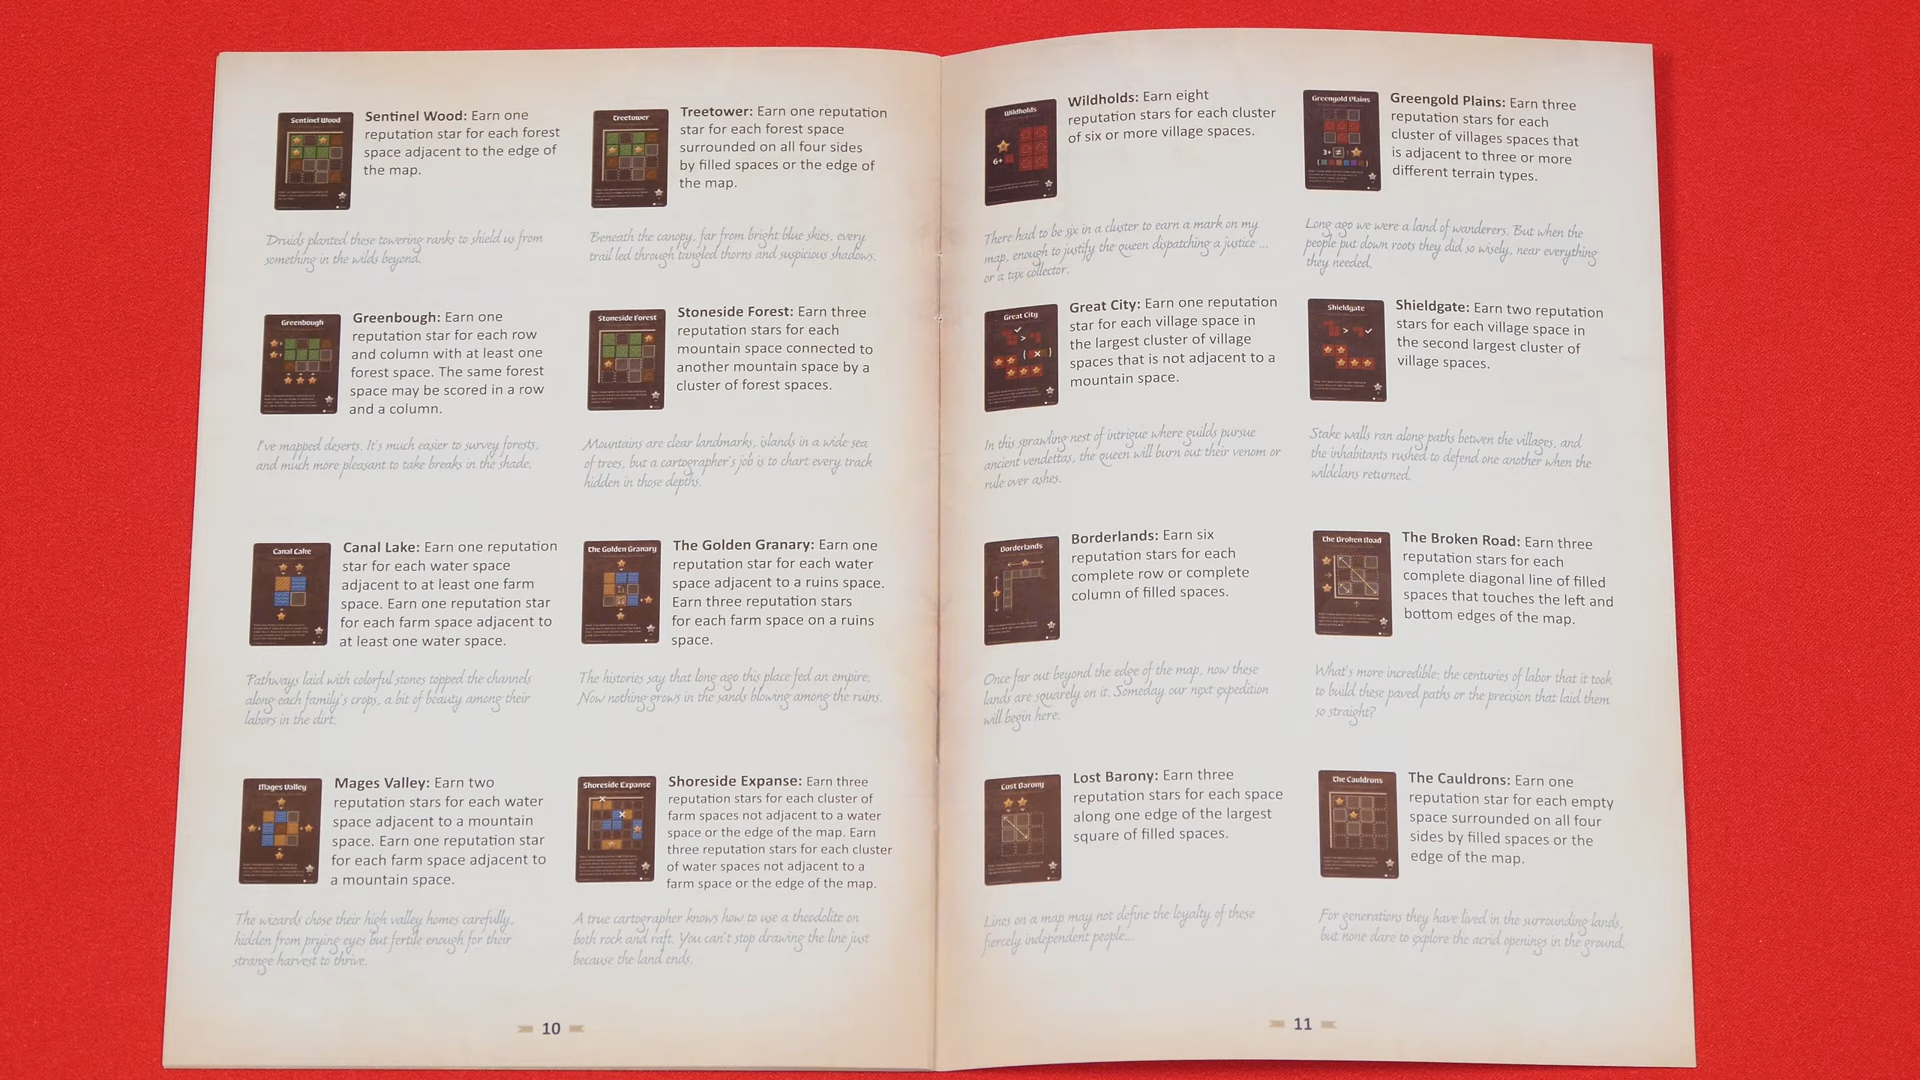 Sentinel Wood
Sentinel Wood: Earn one
reputation star for each forest
space adjacent to the edge of
the map.
Druids planted these towering ranks to shield us from
something in the wilds beyond.
Treetower
Treetower: Earn one reputation
star for each forest space
surrounded on all four sides
by filled spaces or the edge of
the map.
Beneath the canopy, far from bright blue skies, every
trail led through tangled thorns and suspicious shadows.
Greenbough
Greenbough: Earn one
reputation star for each row
and column with at least one
forest space. The same forest
space may be scored in a row
and a column.
I've mapped deserts. It's much easier to survey forests,
and much more pleasant to take breaks in the shade.
Stoneside Forest
Stoneside Forest: Earn three
reputation stars for each
mountain space connected to
another mountain space by a
cluster of forest spaces.
Mountains are clear landmarks, islands in a wide sea
of trees, but a cartographer's job is to chart every track
hidden in those depths.
Canal Lake
Canal Lake: Earn one reputation
star for each water space
adjacent to at least one farm
space. Earn one reputation star
for each farm space adjacent to
at least one water space.
Pathways laid with colorful stones topped the channels
along each family's crops, a bit of beauty among their
labors in the dirt.
The Golden Granary
The Golden Granary: Earn one
reputation star for each water
space adjacent to a ruins space.
Earn three reputation stars
for each farm space on a ruins
space.
The histories say that long ago this place fed an empire;
Now nothing grows in the sands blowing among the ruins.
Mages Valley
Mages Valley: Earn two
reputation stars for each water
space adjacent to a mountain
space. Earn one reputation star
for each farm space adjacent to
a mountain space.
The wizards chose their high valley homes carefully,
hidden from prying eyes but fertile enough for their
strange harvest to thrive.
Shoreside Expanse
Shoreside Expanse: Earn three
reputation stars for each cluster of
farm spaces not adjacent to a water
space or the edge of the map. Earn
three reputation stars for each cluster
of water spaces not adjacent to a
farm space or the edge of the map.
A true cartographer knows how to use a theodolite on
both rock and raft. You can't stop drawing the line just
because the land ends.
10
Wildholds
6+
Wildholds: Earn eight
reputation stars for each cluster
of six or more village spaces.
There had to be six in a cluster to earn a mark on my
map, enough to justify the queen dispatching a justice ...
or a tax collector.
Greengold Plains
3+
Greengold Plains: Earn three
reputation stars for each
cluster of villages spaces that
is adjacent to three or more
different terrain types.
Long ago we were a land of wanderers. But when the
people put down roots they did so wisely, near everything
they needed.
Great City
Great City: Earn one reputation
star for each village space in
the largest cluster of village
spaces that is not adjacent to a
mountain space.
In this sprawling nest of intrigue where guilds pursue
ancient vendettas, the queen will burn out their venom or
rule over ashes.
Shieldgate
Shieldgate: Earn two reputation
stars for each village space in
the second largest cluster of
village spaces.
Stake walls ran along paths betwen the villages, and
the inhabitants rushed to defend one another when the
wildclans returned.
Borderlands
Borderlands: Earn six
reputation stars for each
complete row or complete
column of filled spaces.
Once far out beyond the edge of the map, now these
lands are squarely on it. Someday our next expedition
will begin here.
The Broken Road
The Broken Road: Earn three
reputation stars for each
complete diagonal line of filled
spaces that touches the left and
bottom edges of the map.
What's more incredible: the centuries of labor that it took
to build these paved paths or the precision that laid them
so straight?
Lost Barony
Lost Barony: Earn three
reputation stars for each space
along one edge of the largest
square of filled spaces.
Lines on a map may not define the loyalty of these
fiercely independent people...
The Cauldrons
The Cauldrons: Earn one
reputation star for each empty
space surrounded on all four
sides by filled spaces or the
edge of the map.
For generations they have lived in the surrounding lands,
but none dare to explore the acrid openings in the ground.
11